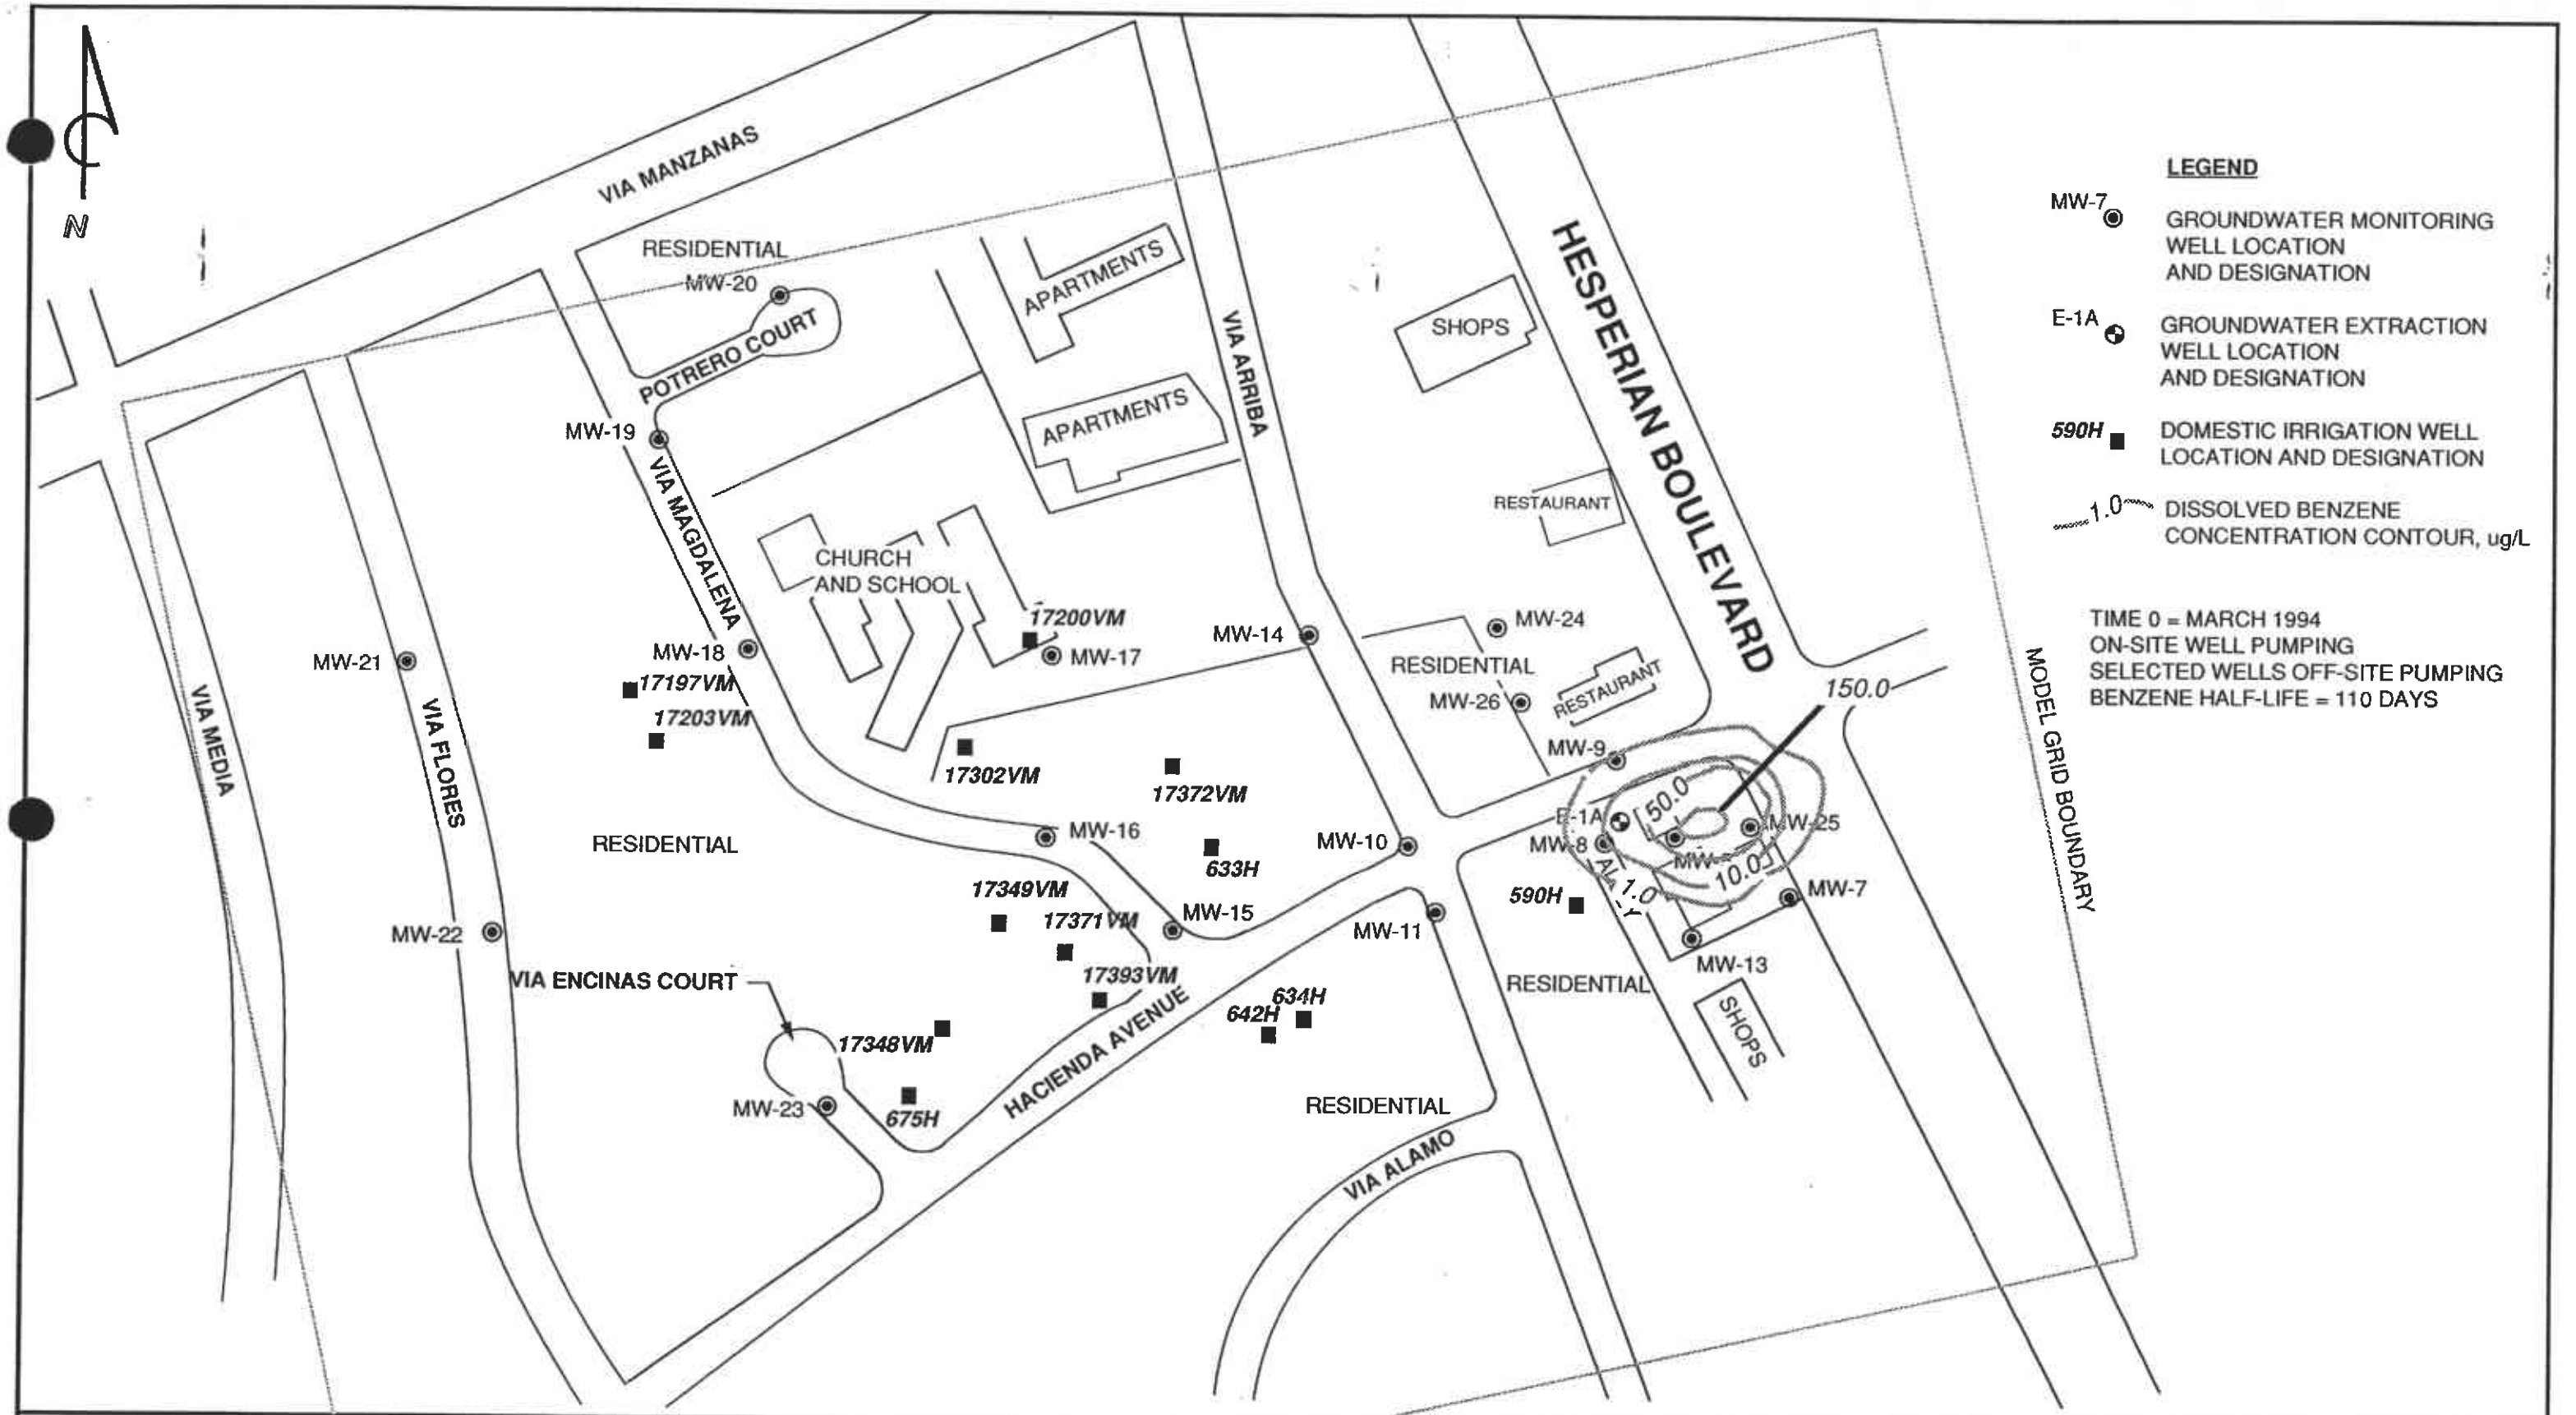 N
VIA MANZANAS
RESIDENTIAL
MW-20
POTRERO COURT
APARTMENTS
APARTMENTS
VIA ARRIBA
SHOPS
HESPERIAN BOULEVARD
LEGEND
MW-7
GROUNDWATER MONITORING
WELL LOCATION
AND DESIGNATION
E-1A
GROUNDWATER EXTRACTION
WELL LOCATION
AND DESIGNATION
590H
DOMESTIC IRRIGATION WELL
LOCATION AND DESIGNATION
1.0
DISSOLVED BENZENE
CONCENTRATION CONTOUR, ug/L
TIME 0 = MARCH 1994
ON-SITE WELL PUMPING
SELECTED WELLS OFF-SITE PUMPING
BENZENE HALF-LIFE = 110 DAYS
MW-19
VIA MAGDALENA
RESTAURANT
CHURCH
AND SCHOOL
17200VM
MW-17
MW-14
MW-24
RESIDENTIAL
MW-26
RESTAURANT
MW-21
MW-18
17197VM
17203VM
VIA MEDIA
VIA FLORES
17302VM
17372VM
MW-9
150.0
MODEL GRID BOUNDARY
RESIDENTIAL
MW-16
633H
MW-10
E-1A
50.0
MW-25
MW-8
10.0
1.0
17349VM
17371VM
MW-15
590H
MW-7
MW-11
MW-22
VIA ENCINAS COURT
17393VM
MW-13
RESIDENTIAL
634H
642H
SHOPS
17348VM
HACIENDA AVENUE
MW-23
675H
RESIDENTIAL
VIA ALAMO